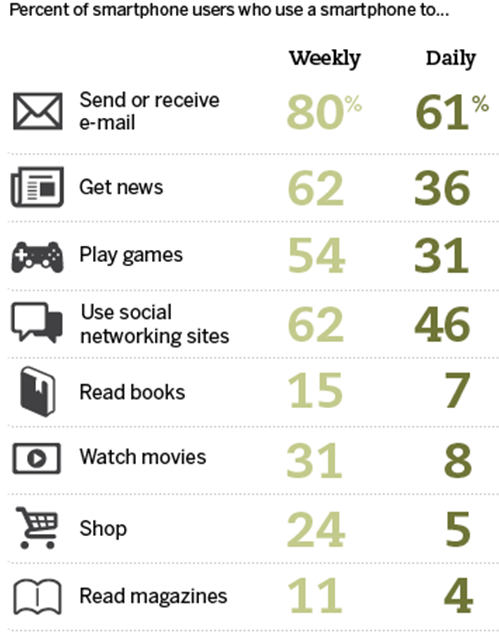 Percent of smartphone users who use a smartphone to...
Weekly Daily
Send or receive
e-mail 80% 61%
Get news 62 36
Play games 54 31
Use social
networking sites 62 46
Read books 15 7
Watch movies 31 8
Shop 24 5
Read magazines 11 4